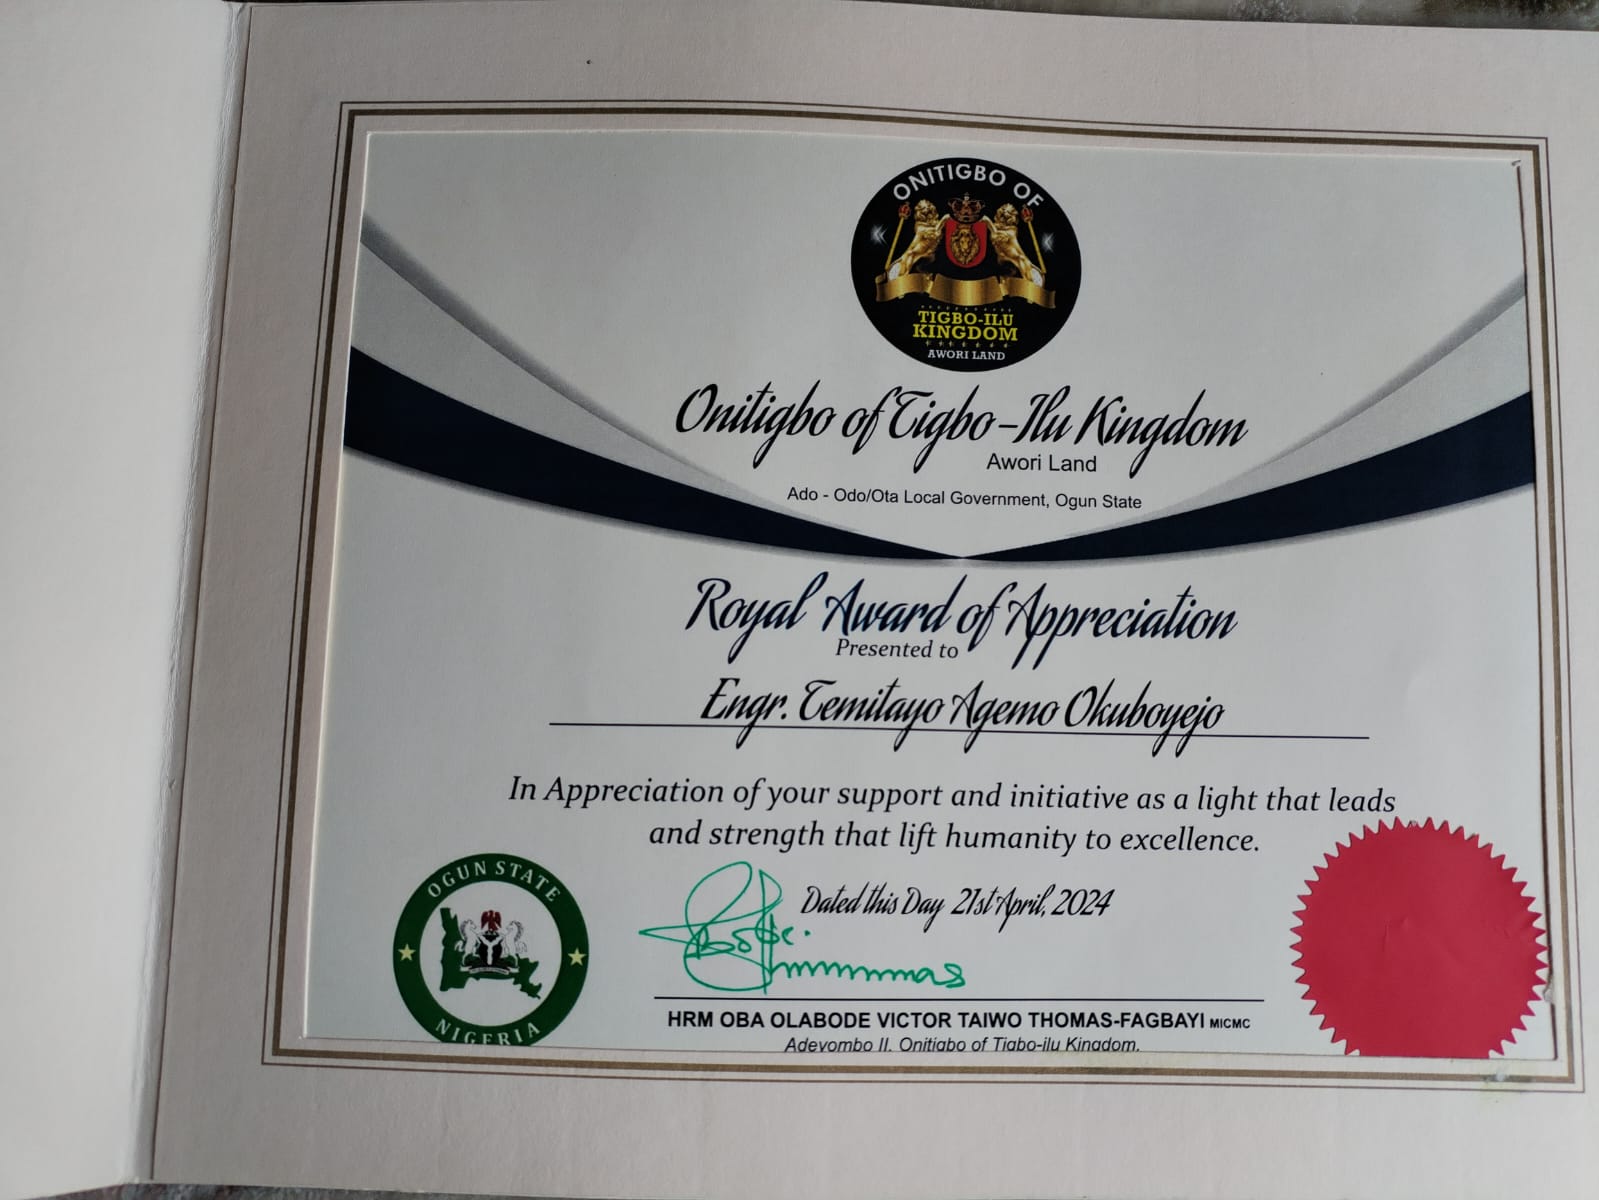 ONITIGBO OF
TIGBO-ILU
KINGDOM
AWORI LAND
Onitigbo of Tigbo-Ilu Kingdom
Awori Land
Ado - Odo/Ota Local Government, Ogun State
Royal Award of Appreciation
Presented to
Engr. Temitayo Agemo Okuboyejo
In Appreciation of your support and initiative as a light that leads
and strength that lift humanity to excellence.
Dated this Day 21st April, 2024
OGUN STATE
NIGERIA
HRM OBA OLABODE VICTOR TAIWO THOMAS-FAGBAYI MICMC
Adeyombo II, Onitigbo of Tigbo-ilu Kingdom.